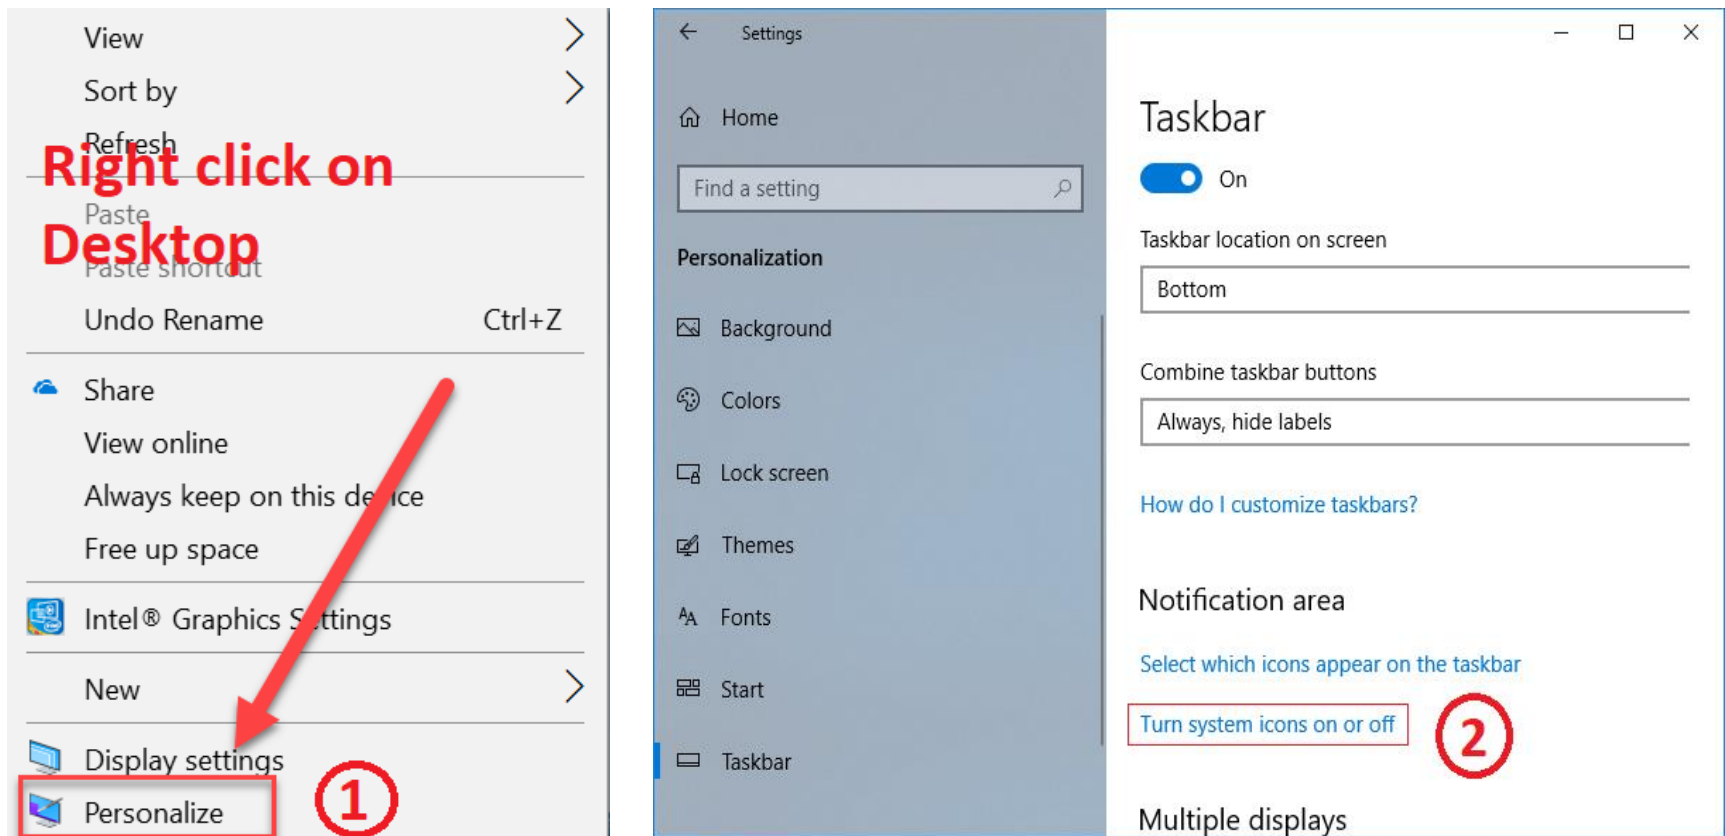 View
Sort by
Refresh
Right click on
Paste
Desktop
Paste shortcut
Undo Rename Ctrl+Z
Share
View online
Always keep on this device
Free up space
Intel® Graphics Settings
New
Display settings
Personalize
1
Settings
Home
Find a setting
Personalization
Background
Colors
Lock screen
Themes
Fonts
Start
Taskbar
Taskbar
On
Taskbar location on screen
Bottom
Combine taskbar buttons
Always, hide labels
How do I customize taskbars?
Notification area
Select which icons appear on the taskbar
Turn system icons on or off
2
Multiple displays